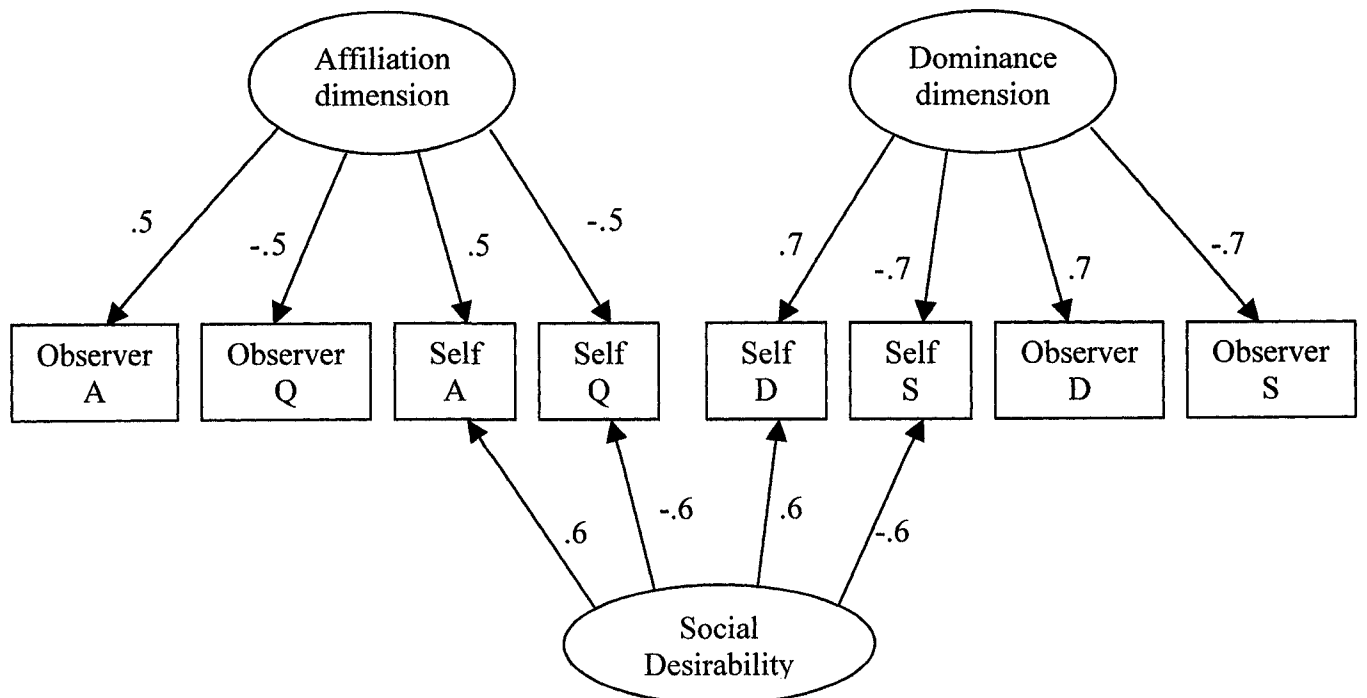 Affiliation
dimension
Dominance
dimension
.5
-.5
.5
-.5
.7
-.7
.7
-.7
Observer
A
Observer
Q
Self
A
Self
Q
Self
D
Self
S
Observer
D
Observer
S
.6
-.6
.6
-.6
Social
Desirability